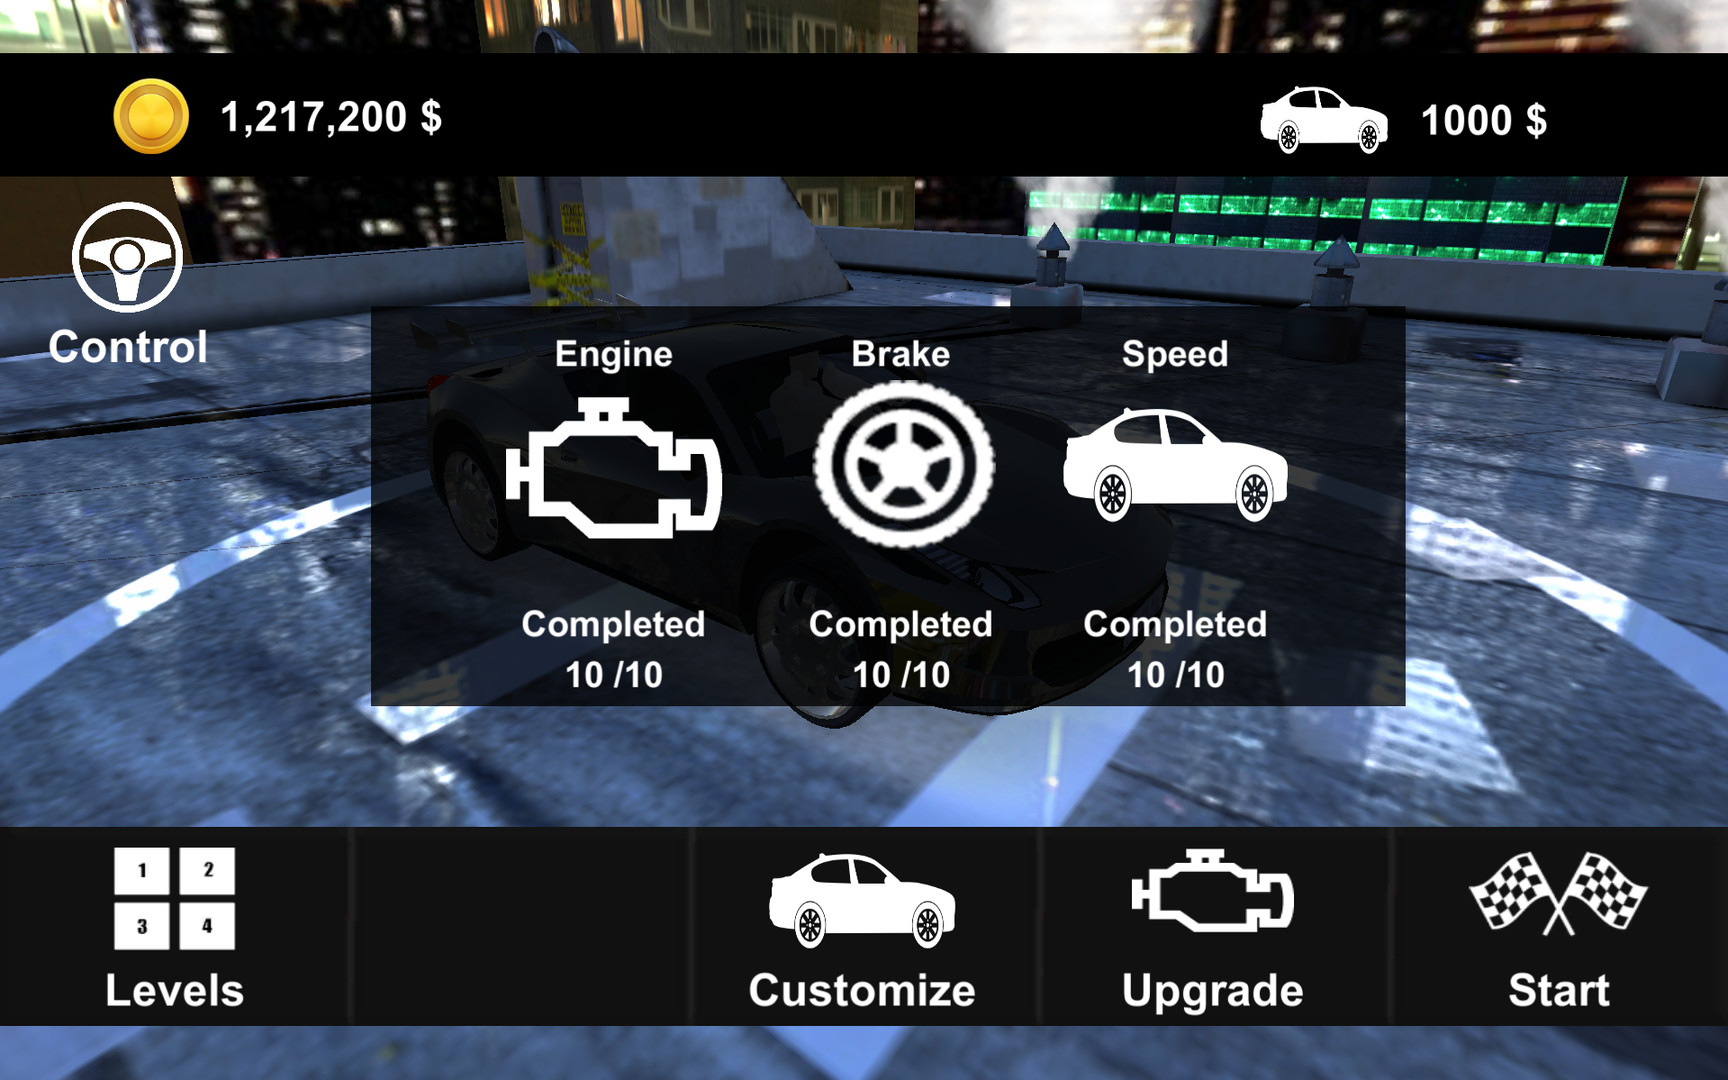 1,217,200 $
1000 $
Control
Engine
Brake
Speed
Completed
10 /10
Completed
10 /10
Completed
10 /10
1
2
3
4
Levels
Customize
Upgrade
Start